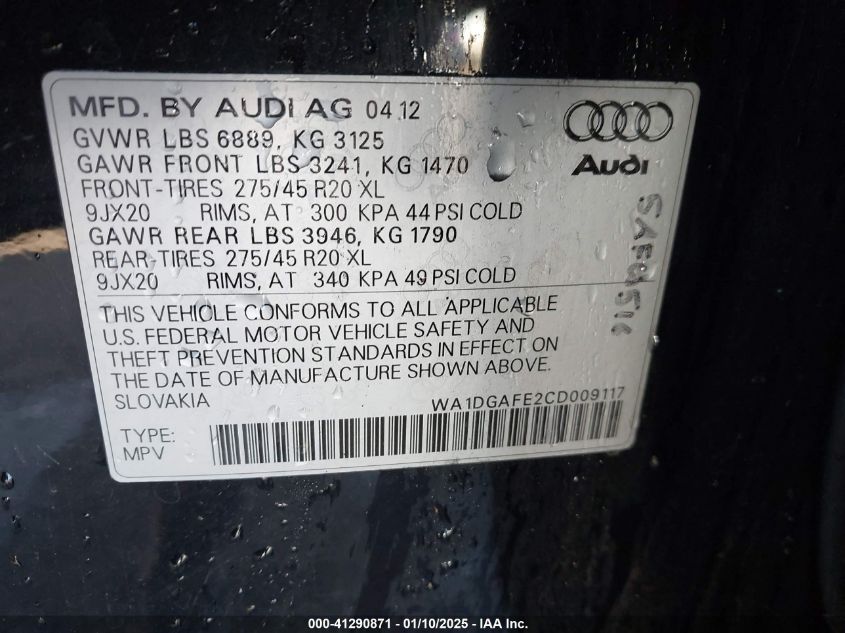 MFD. BY AUDI AG 04 12
GVWR LBS 6889, KG 3125
GAWR FRONT LBS 3241, KG 1470
FRONT-TIRES 275/45 R20 XL
9JX20 RIMS, AT 300 KPA 44 PSI COLD
GAWR REAR LBS 3946, KG 1790
REAR-TIRES 275/45 R20 XL
9JX20 RIMS, AT 340 KPA 49 PSI COLD
Audi
THIS VEHICLE CONFORMS TO ALL APPLICABLE
U.S. FEDERAL MOTOR VEHICLE SAFETY AND
THEFT PREVENTION STANDARDS IN EFFECT ON
THE DATE OF MANUFACTURE SHOWN ABOVE.
SLOVAKIA WA1DGAFE2CD009117
TYPE:
MPV
000-41290871 - 01/10/2025 - IAA Inc.